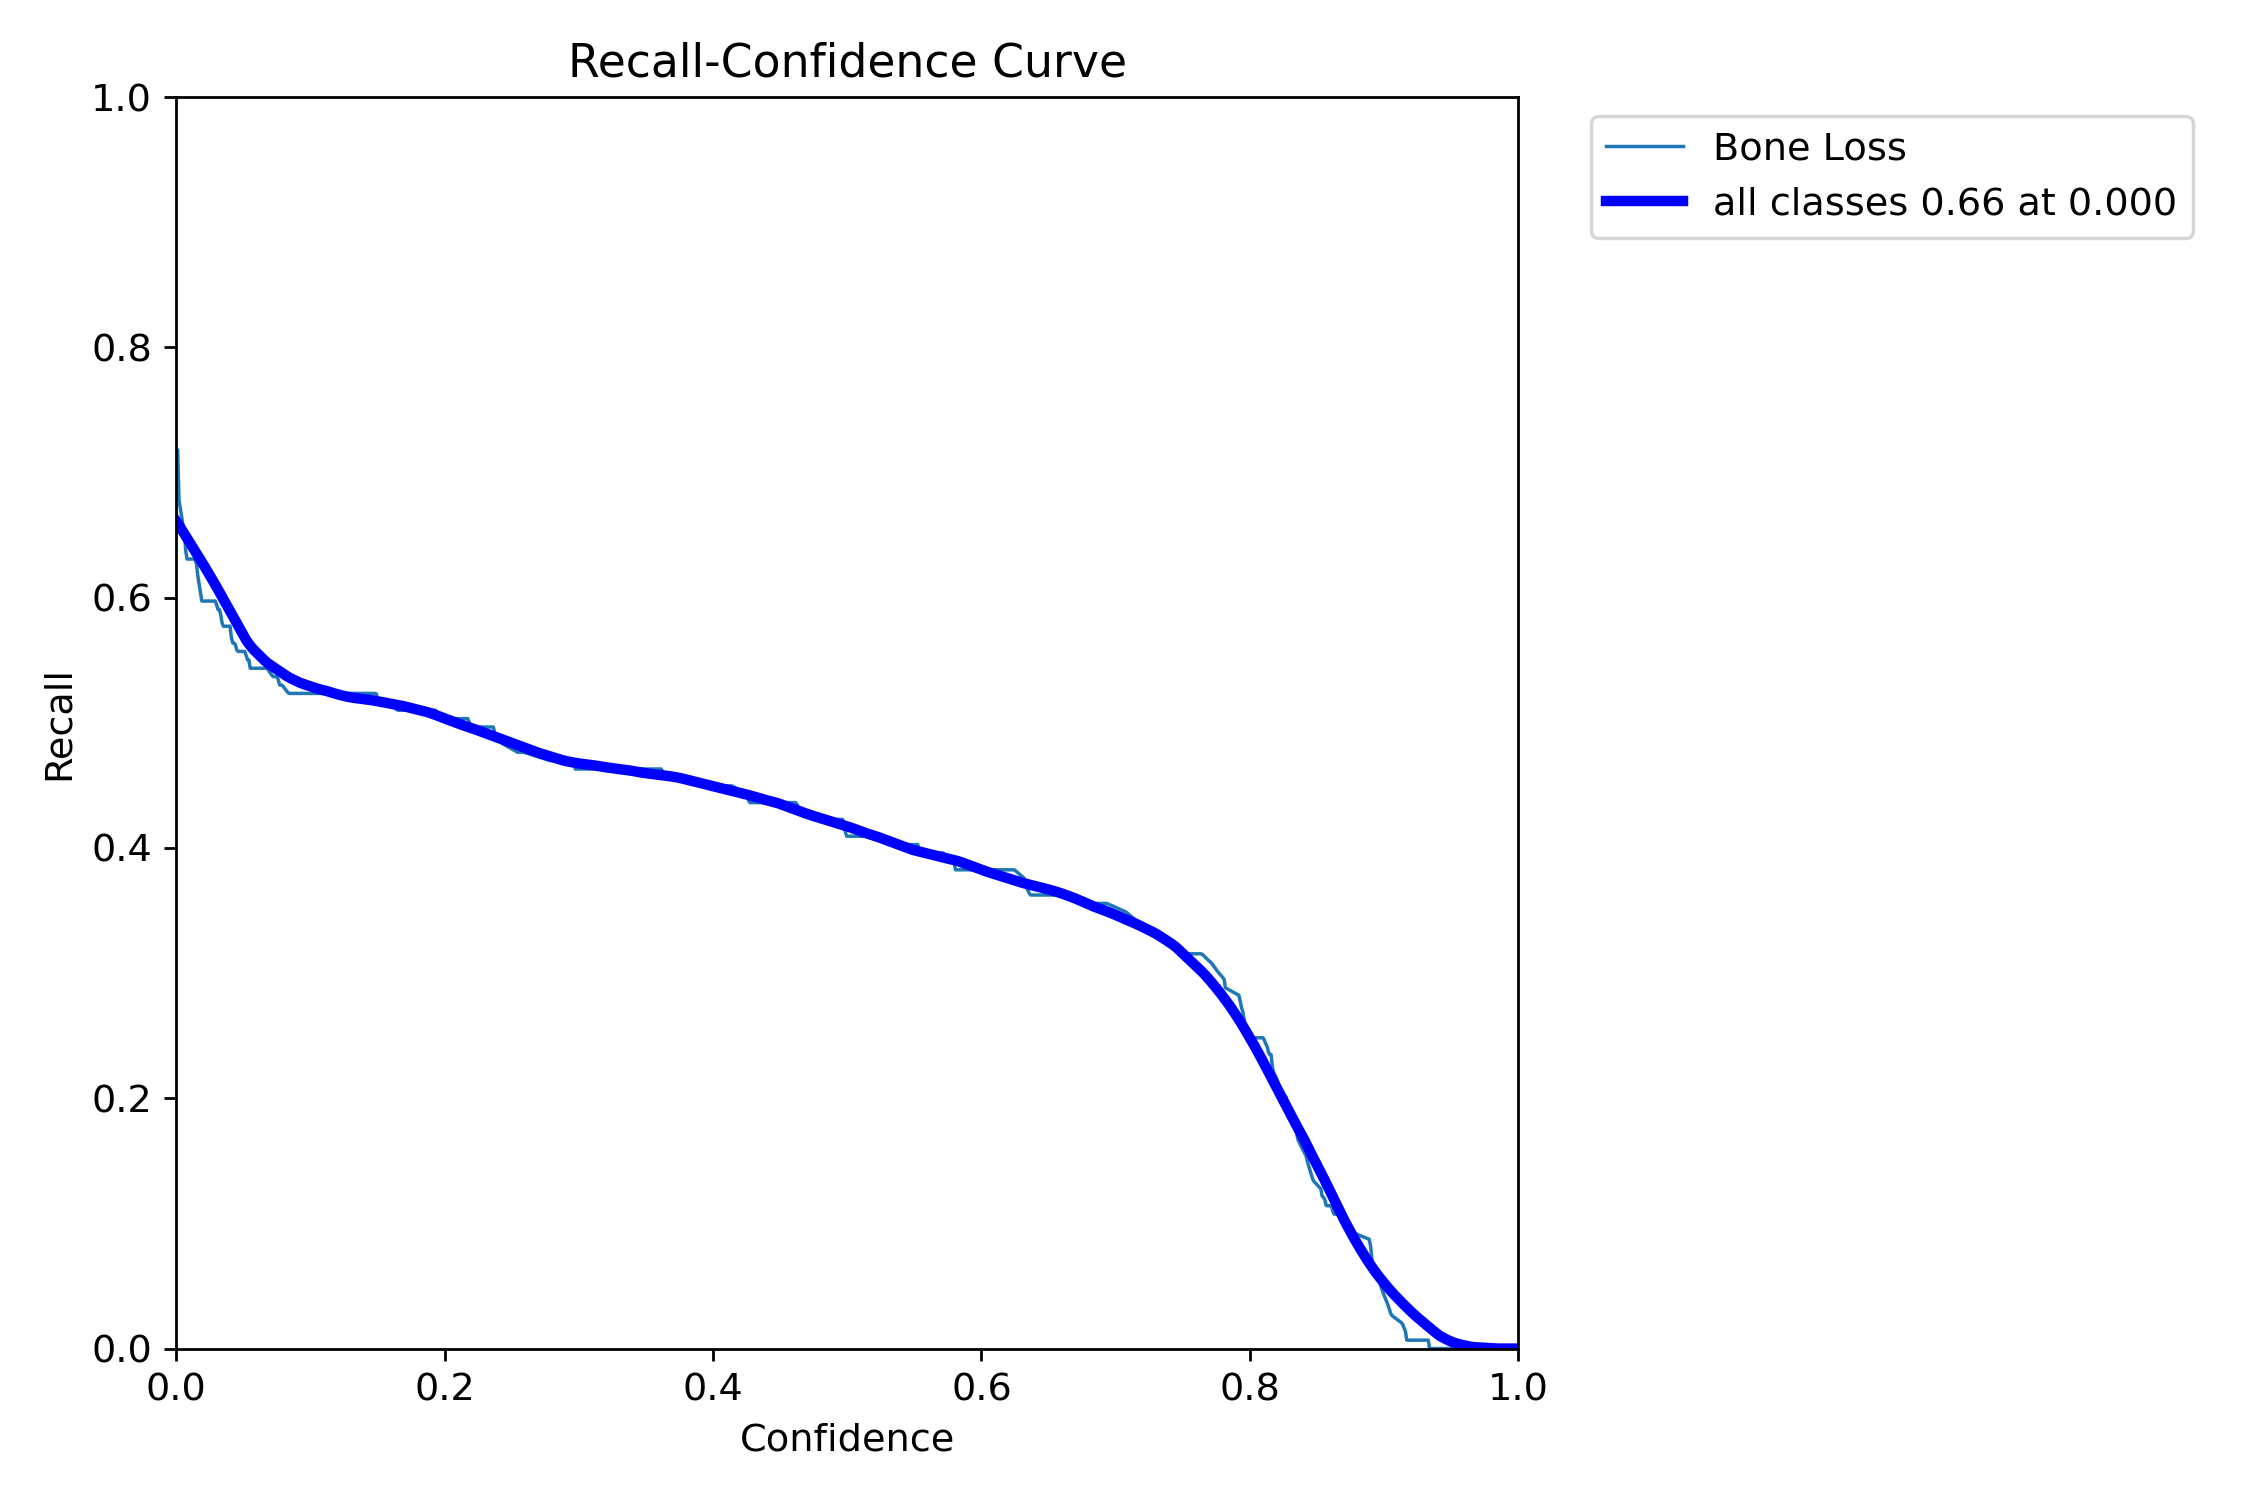 Recall-Confidence Curve
1.0
0.8
0.6
0.4
0.2
0.0
Recall
0.0 0.2 0.4 0.6 0.8 1.0
Confidence
Bone Loss
all classes 0.66 at 0.000